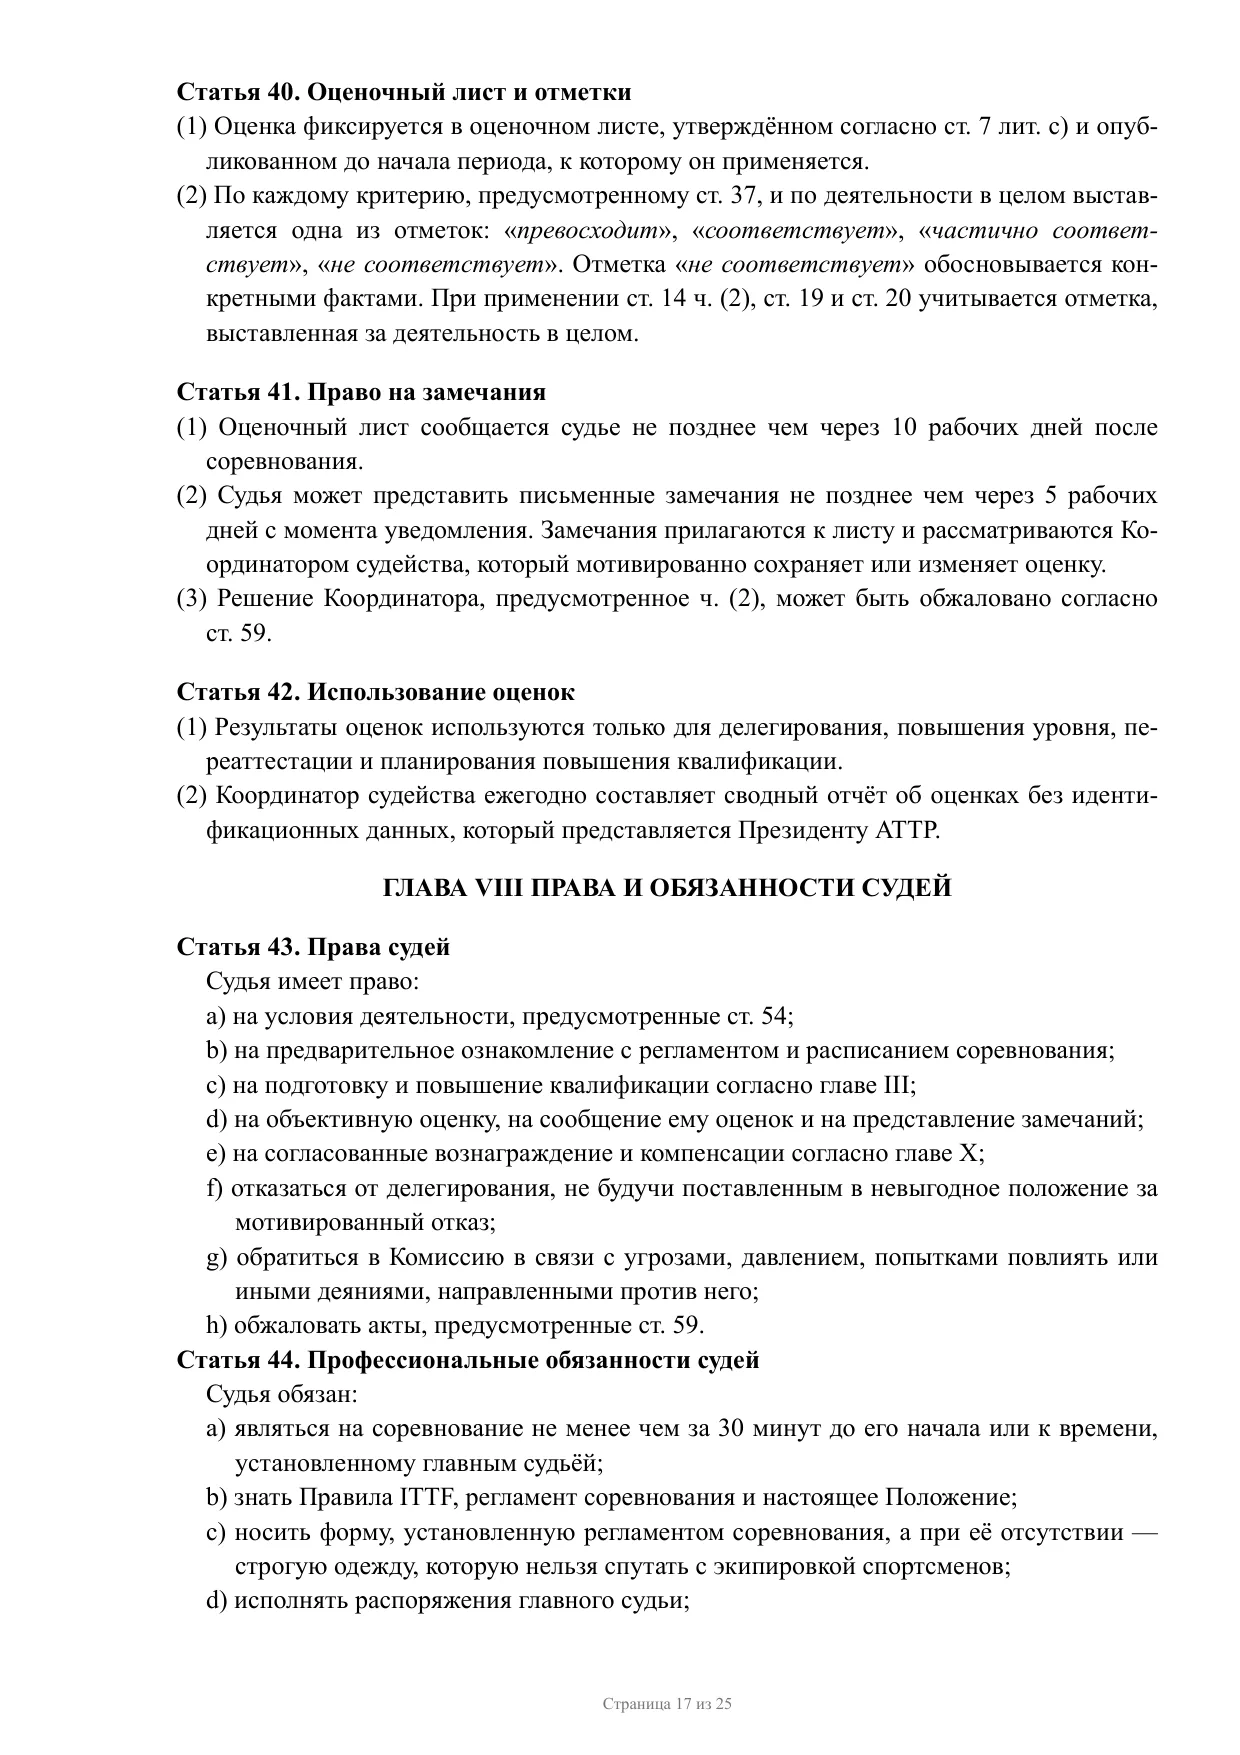 Статья 40. Оценочный лист и отметки
(1) Оценка фиксируется в оценочном листе, утверждённом согласно ст. 7 лит. c) и опуб-
ликованном до начала периода, к которому он применяется.
(2) По каждому критерию, предусмотренному ст. 37, и по деятельности в целом выстав-
ляется одна из отметок: «превосходит», «соответствует», «частично соответ-
ствует», «не соответствует». Отметка «не соответствует» обосновывается кон-
кретными фактами. При применении ст. 14 ч. (2), ст. 19 и ст. 20 учитывается отметка,
выставленная за деятельность в целом.
Статья 41. Право на замечания
(1) Оценочный лист сообщается судье не позднее чем через 10 рабочих дней после
соревнования.
(2) Судья может представить письменные замечания не позднее чем через 5 рабочих
дней с момента уведомления. Замечания прилагаются к листу и рассматриваются Ко-
ординатором судейства, который мотивированно сохраняет или изменяет оценку.
(3) Решение Координатора, предусмотренное ч. (2), может быть обжаловано согласно
ст. 59.
Статья 42. Использование оценок
(1) Результаты оценок используются только для делегирования, повышения уровня, пе-
реаттестации и планирования повышения квалификации.
(2) Координатор судейства ежегодно составляет сводный отчёт об оценках без иденти-
фикационных данных, который представляется Президенту ATTP.
ГЛАВА VIII ПРАВА И ОБЯЗАННОСТИ СУДЕЙ
Статья 43. Права судей
Судья имеет право:
a) на условия деятельности, предусмотренные ст. 54;
b) на предварительное ознакомление с регламентом и расписанием соревнования;
c) на подготовку и повышение квалификации согласно главе III;
d) на объективную оценку, на сообщение ему оценок и на представление замечаний;
e) на согласованные вознаграждение и компенсации согласно главе X;
f) отказаться от делегирования, не будучи поставленным в невыгодное положение за
мотивированный отказ;
g) обратиться в Комиссию в связи с угрозами, давлением, попытками повлиять или
иными деяниями, направленными против него;
h) обжаловать акты, предусмотренные ст. 59.
Статья 44. Профессиональные обязанности судей
Судья обязан:
a) являться на соревнование не менее чем за 30 минут до его начала или к времени,
установленному главным судьёй;
b) знать Правила ITTF, регламент соревнования и настоящее Положение;
c) носить форму, установленную регламентом соревнования, а при её отсутствии —
строгую одежду, которую нельзя спутать с экипировкой спортсменов;
d) исполнять распоряжения главного судьи;
Страница 17 из 25